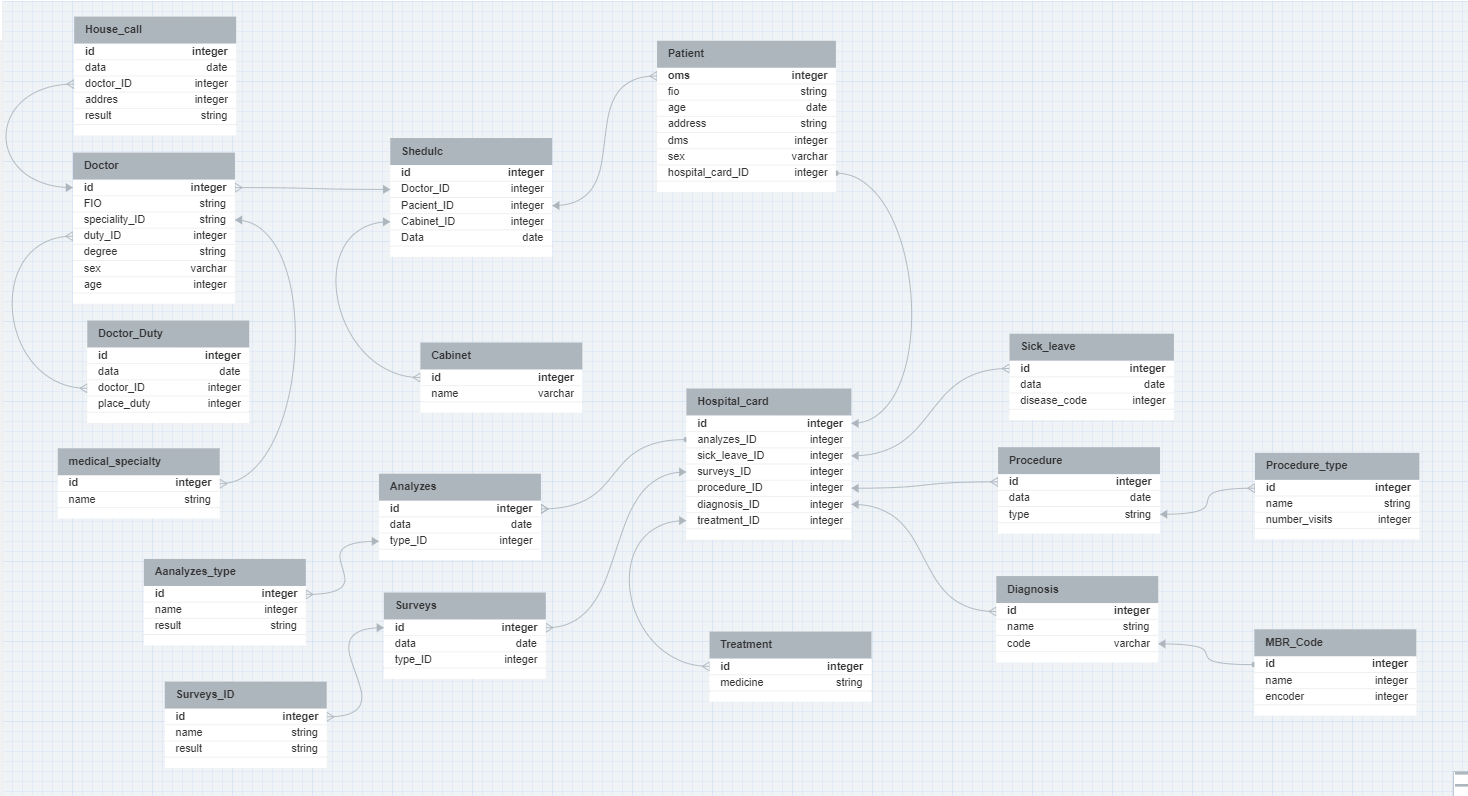 House_call
id integer
data date
doctor_ID integer
addres integer
result string
Doctor
id integer
FIO string
speciality_ID string
duty_ID integer
degree string
sex varchar
age integer
Doctor_Duty
id integer
data date
doctor_ID integer
place_duty integer
medical_specialty
id integer
name string
Shedulc
id integer
Doctor_ID integer
Pacient_ID integer
Cabinet_ID integer
Data date
Cabinet
id integer
name varchar
Patient
oms integer
fio string
age date
address string
dms integer
sex varchar
hospital_card_ID integer
Hospital_card
id integer
analyzes_ID integer
sick_leave_ID integer
surveys_ID integer
procedure_ID integer
diagnosis_ID integer
treatment_ID integer
Analyzes
id integer
data date
type_ID integer
Aanalyzes_type
id integer
name integer
result string
Surveys
id integer
data date
type_ID integer
Surveys_ID
id integer
name string
result string
Treatment
id integer
medicine string
Sick_leave
id integer
data date
disease_code integer
Procedure
id integer
data date
type string
Procedure_type
id integer
name string
number_visits integer
Diagnosis
id integer
name string
code varchar
MBR_Code
id integer
name integer
encoder integer